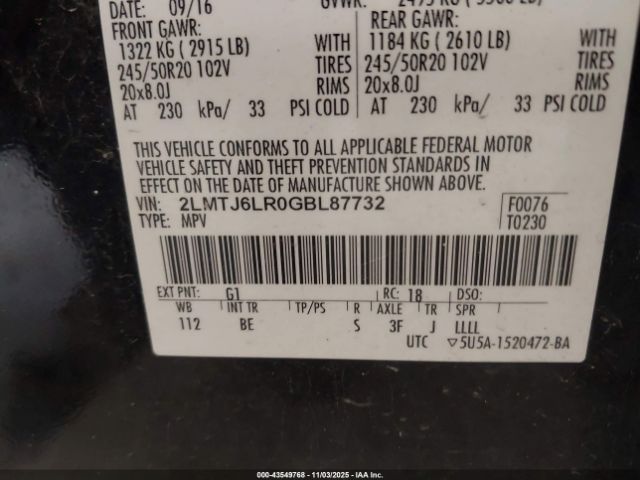 DATE: 09/16 GVWR:
FRONT GAWR: REAR GAWR:
1322 KG ( 2915 LB) WITH 1184 KG ( 2610 LB) WITH
245/50R20 102V TIRES 245/50R20 102V TIRES
20x8.0J RIMS 20x8.0J RIMS
AT 230 kPa/ 33 PSI COLD AT 230 kPa/ 33 PSI COLD
THIS VEHICLE CONFORMS TO ALL APPLICABLE FEDERAL MOTOR
VEHICLE SAFETY AND THEFT PREVENTION STANDARDS IN
EFFECT ON THE DATE OF MANUFACTURE SHOWN ABOVE.
VIN: 2LMTJ6LR0GBL87732 F0076
TYPE: MPV T0230
EXT PNT: G1 RC: 18 DSO:
WB INT TR TP/PS R AXLE TR SPR
112 BE S 3F J LLLL
UTC ▽5U5A-1520472-BA
000-43549768 - 11/03/2025 - IAA Inc.